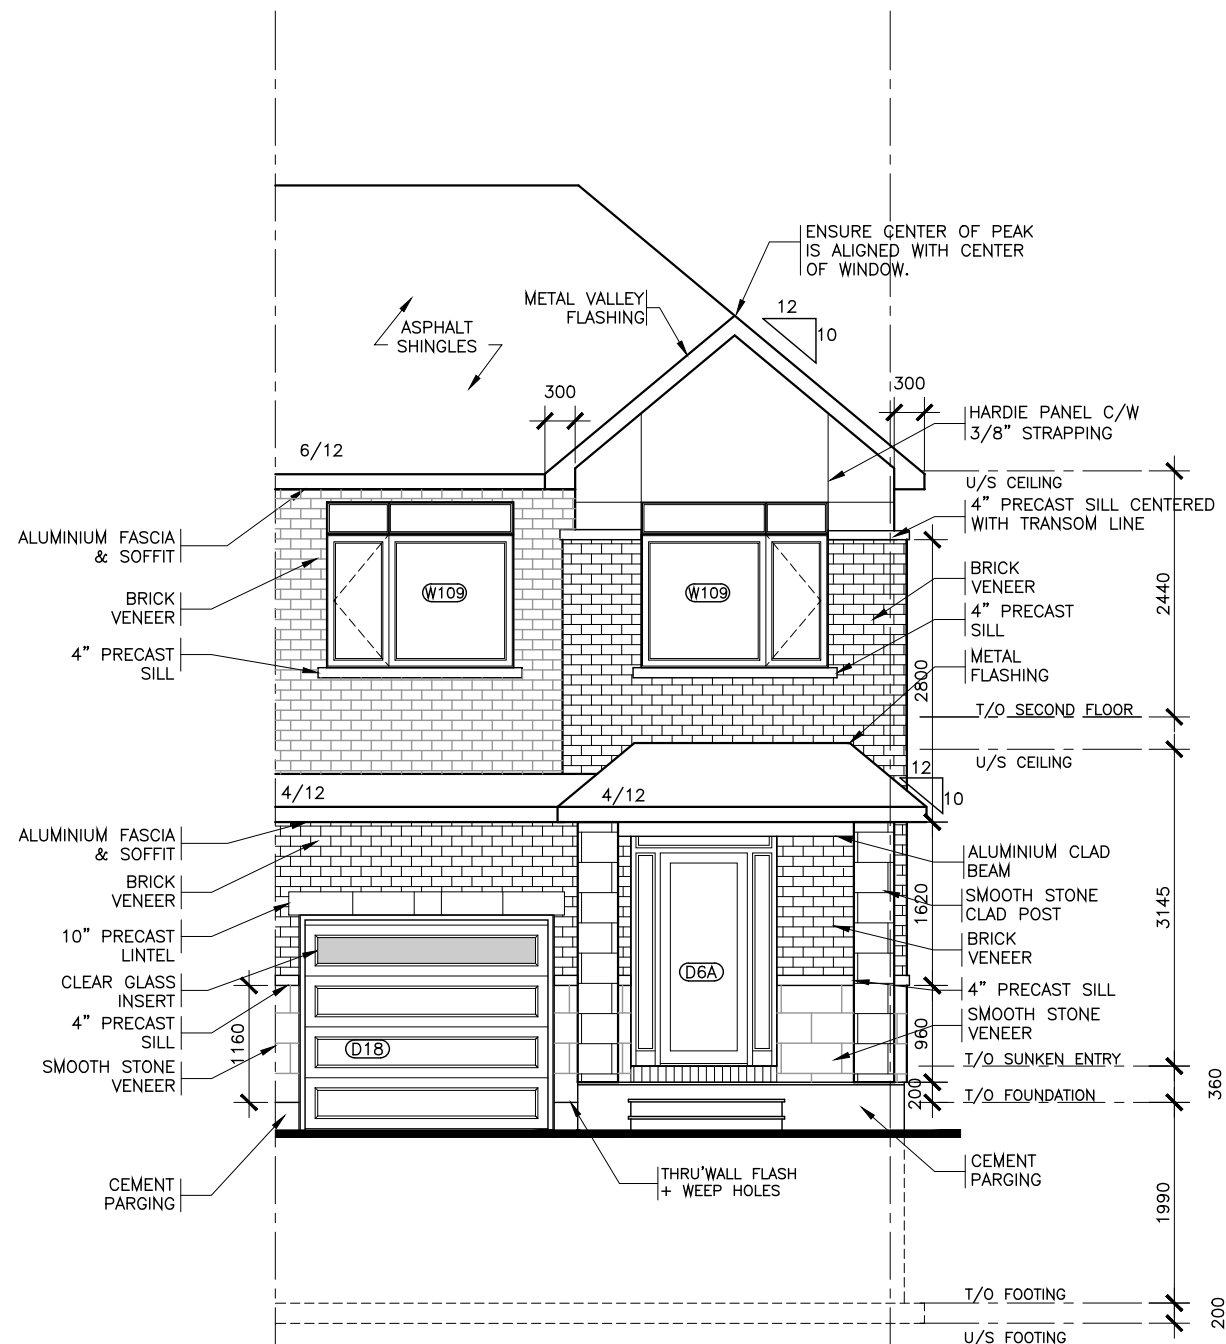 ENSURE CENTER OF PEAK
IS ALIGNED WITH CENTER
OF WINDOW.
METAL VALLEY
FLASHING
12
10
ASPHALT
SHINGLES
300
300
HARDIE PANEL C/W
3/8" STRAPPING
6/12
U/S CEILING
4" PRECAST SILL CENTERED
WITH TRANSOM LINE
ALUMINIUM FASCIA
& SOFFIT
BRICK
VENEER
4" PRECAST
SILL
W109
W109
BRICK
VENEER
4" PRECAST
SILL
METAL
FLASHING
2440
2800
T/O SECOND FLOOR
U/S CEILING
12
10
4/12
4/12
ALUMINIUM FASCIA
& SOFFIT
BRICK
VENEER
10" PRECAST
LINTEL
CLEAR GLASS
INSERT
4" PRECAST
SILL
SMOOTH STONE
VENEER
1160
D18
D6A
ALUMINIUM CLAD
BEAM
SMOOTH STONE
CLAD POST
BRICK
VENEER
4" PRECAST SILL
SMOOTH STONE
VENEER
1620
3145
960
T/O SUNKEN ENTRY
200
360
T/O FOUNDATION
CEMENT
PARGING
THRU'WALL FLASH
+ WEEP HOLES
CEMENT
PARGING
1990
T/O FOOTING
200
U/S FOOTING